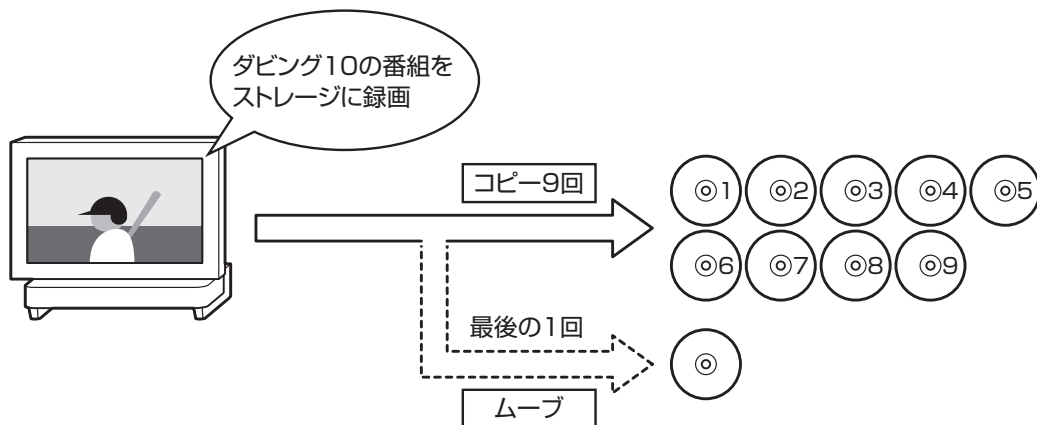 ダビング10の番組を
ストレージに録画
コピー9回
1 2 3 4 5
6 7 8 9
最後の1回
ムーブ